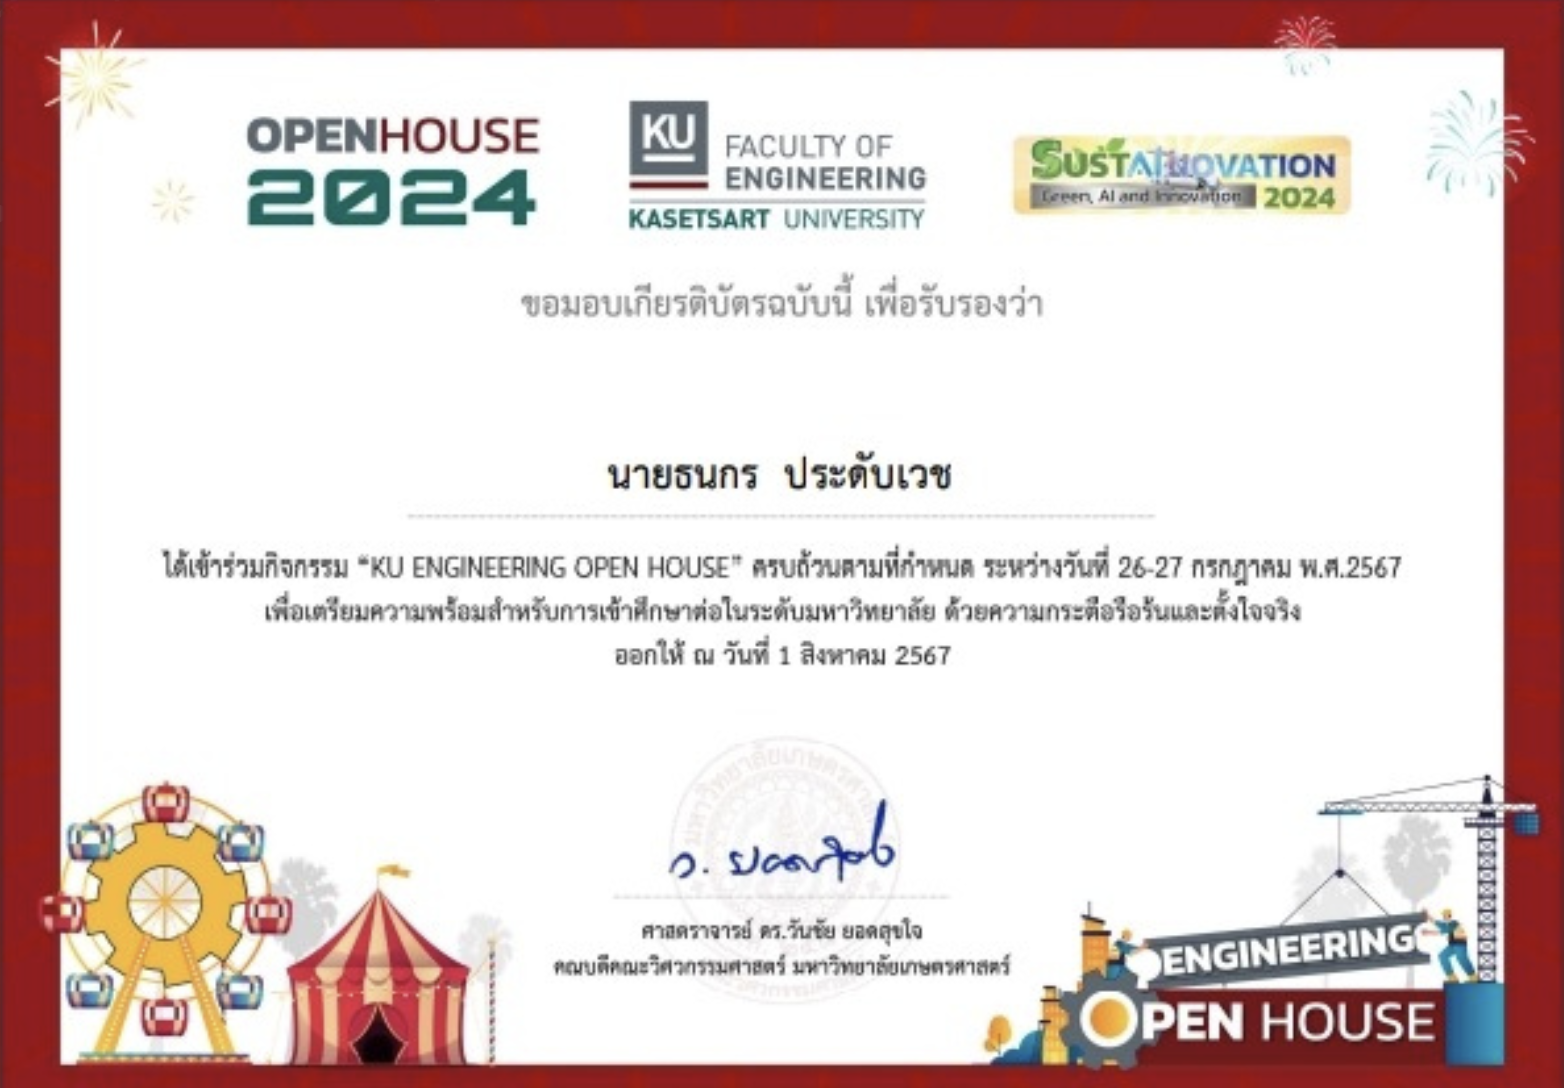 OPENHOUSE
2024
KU
FACULTY OF
ENGINEERING
KASETSART UNIVERSITY
SUSTAINNOVATION
Green, AI and Innovation 2024
ขอมอบเกียรติบัตรฉบับนี้ เพื่อรับรองว่า
นายธนกร ประดับเวช
ได้เข้าร่วมกิจกรรม “KU ENGINEERING OPEN HOUSE” ครบถ้วนตามที่กำหนด ระหว่างวันที่ 26-27 กรกฎาคม พ.ศ.2567
เพื่อเตรียมความพร้อมสำหรับการเข้าศึกษาต่อในระดับมหาวิทยาลัย ด้วยความกระตือรือร้นและตั้งใจจริง
ออกให้ ณ วันที่ 1 สิงหาคม 2567
ศาสตราจารย์ ดร.วันชัย ยอดสุขใจ
คณบดีคณะวิศวกรรมศาสตร์ มหาวิทยาลัยเกษตรศาสตร์
ENGINEERING
OPEN HOUSE